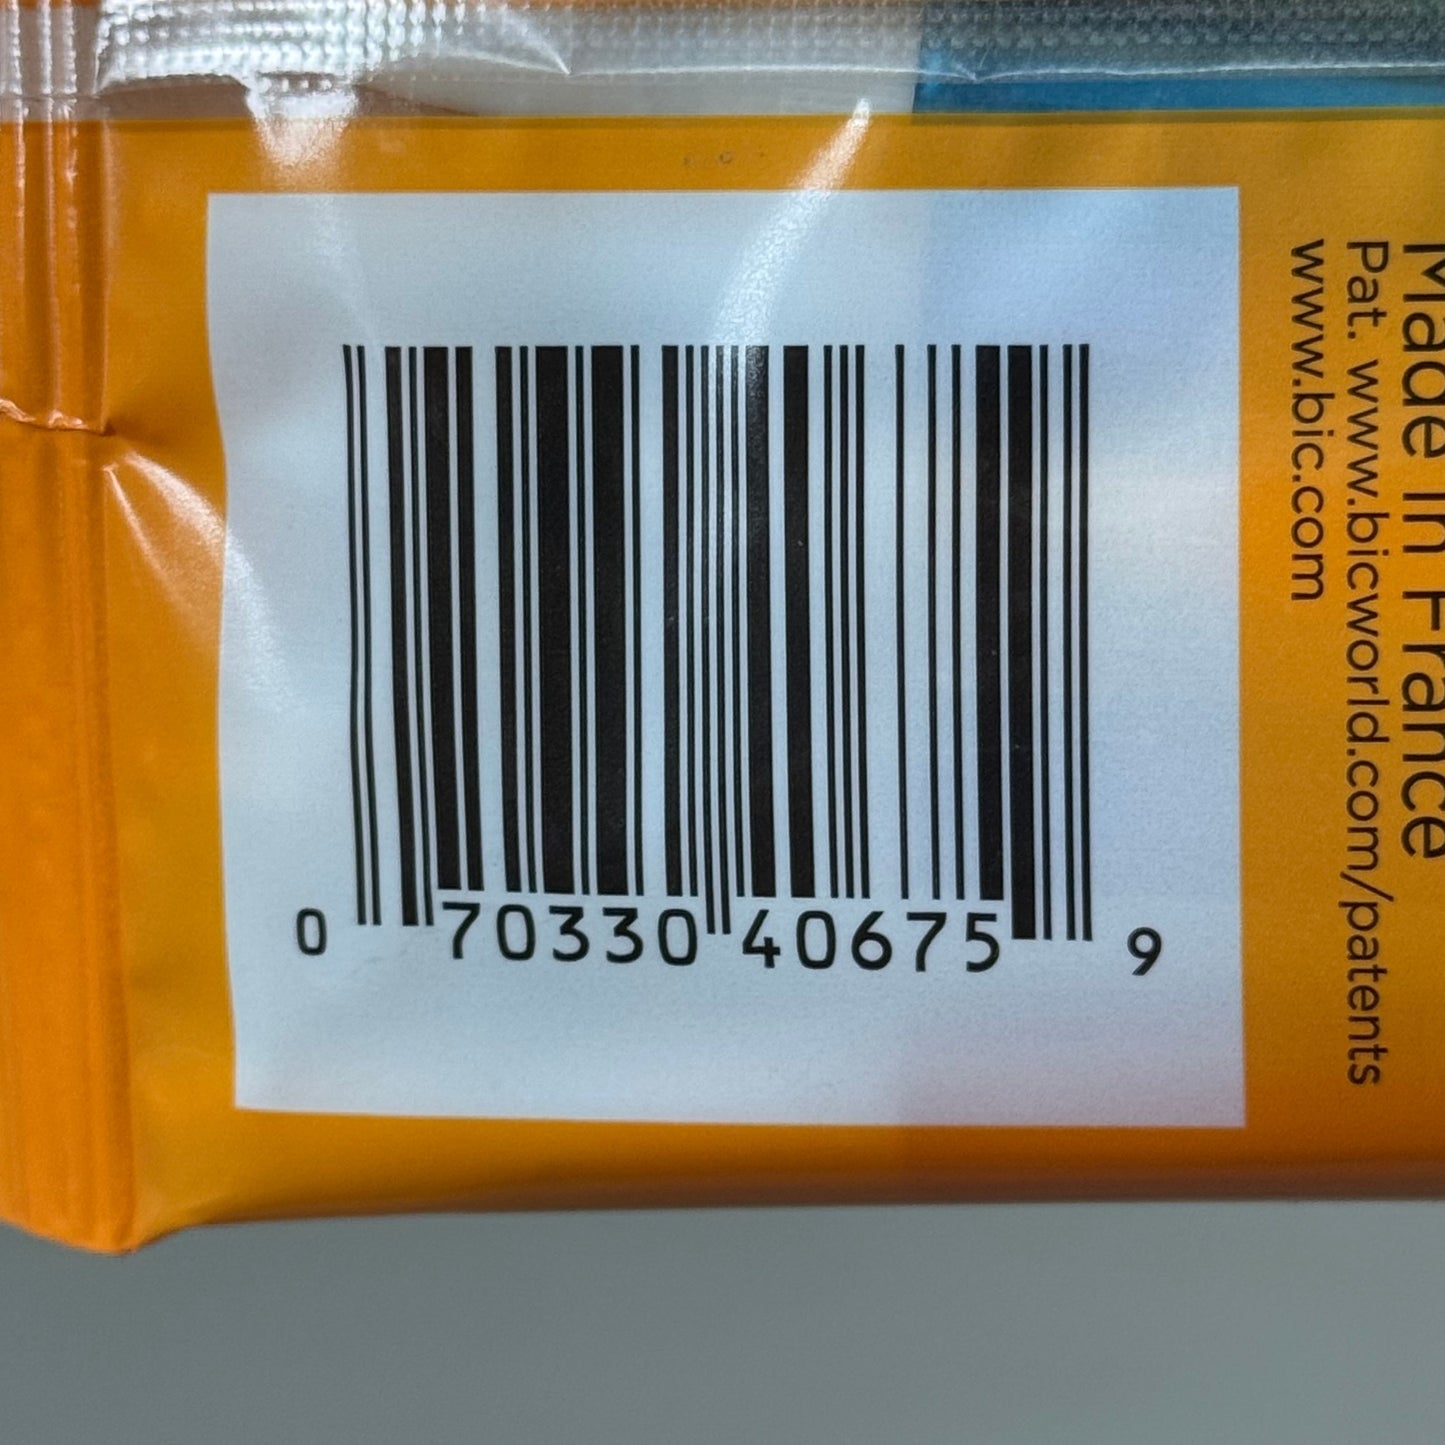 0 70330 40675 9
Made in France
Pat. www.bicworld.com/patents
www.bic.com